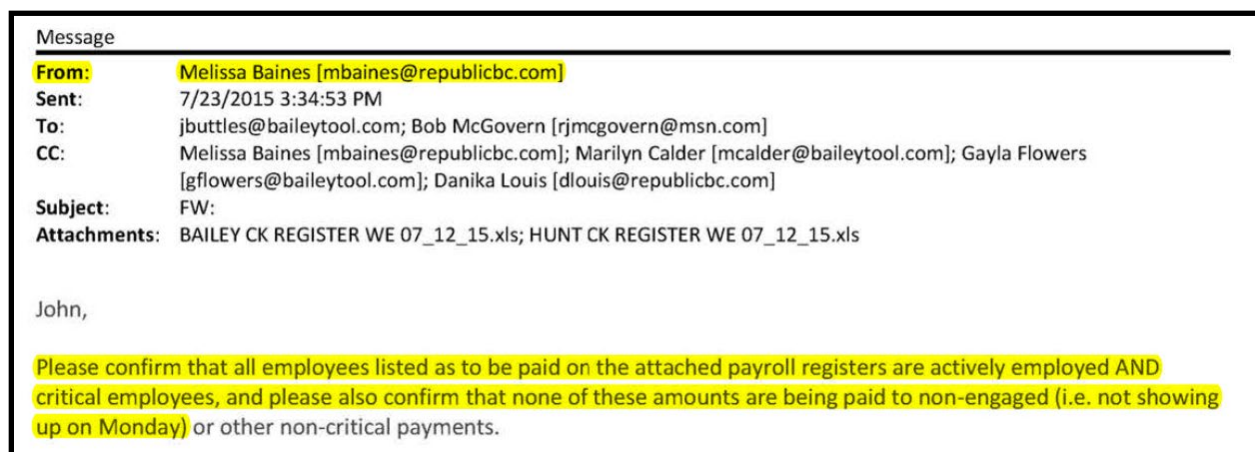 Message
From: Melissa Baines [mbaines@republicbc.com]
Sent: 7/23/2015 3:34:53 PM
To: jbuttles@baileytool.com; Bob McGovern [rjmcgovern@msn.com]
CC: Melissa Baines [mbaines@republicbc.com]; Marilyn Calder [mcalder@baileytool.com]; Gayla Flowers
[gflowers@baileytool.com]; Danika Louis [dlouis@republicbc.com]
Subject: FW:
Attachments: BAILEY CK REGISTER WE 07_12_15.xls; HUNT CK REGISTER WE 07_12_15.xls
John,
Please confirm that all employees listed as to be paid on the attached payroll registers are actively employed AND
critical employees, and please also confirm that none of these amounts are being paid to non-engaged (i.e. not showing
up on Monday) or other non-critical payments.